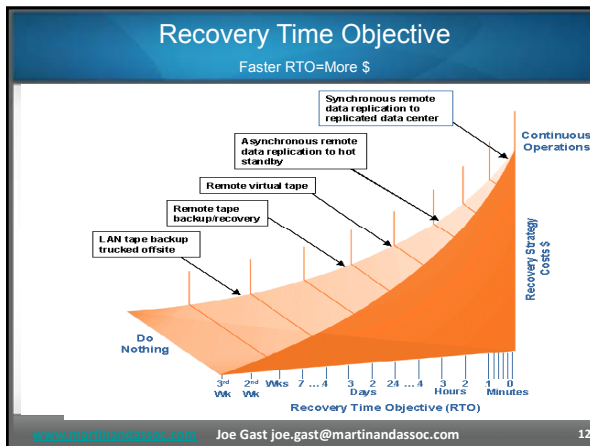 Recovery Time Objective
Faster RTO=More $
Synchronous remote
data replication to
replicated data center
Continuous
Operations
Asynchronous remote
data replication to hot
standby
Remote virtual tape
Remote tape
backup/recovery
LAN tape backup
trucked offsite
Recovery Strategy
Costs $
Do
Nothing
3rd Wk 2nd Wk Wks 7 ... 4 3 2 24 ... 4 3 2 1 0
Days Hours Minutes
Recovery Time Objective (RTO)
www.martinandassoc.com Joe Gast joe.gast@martinandassoc.com 12